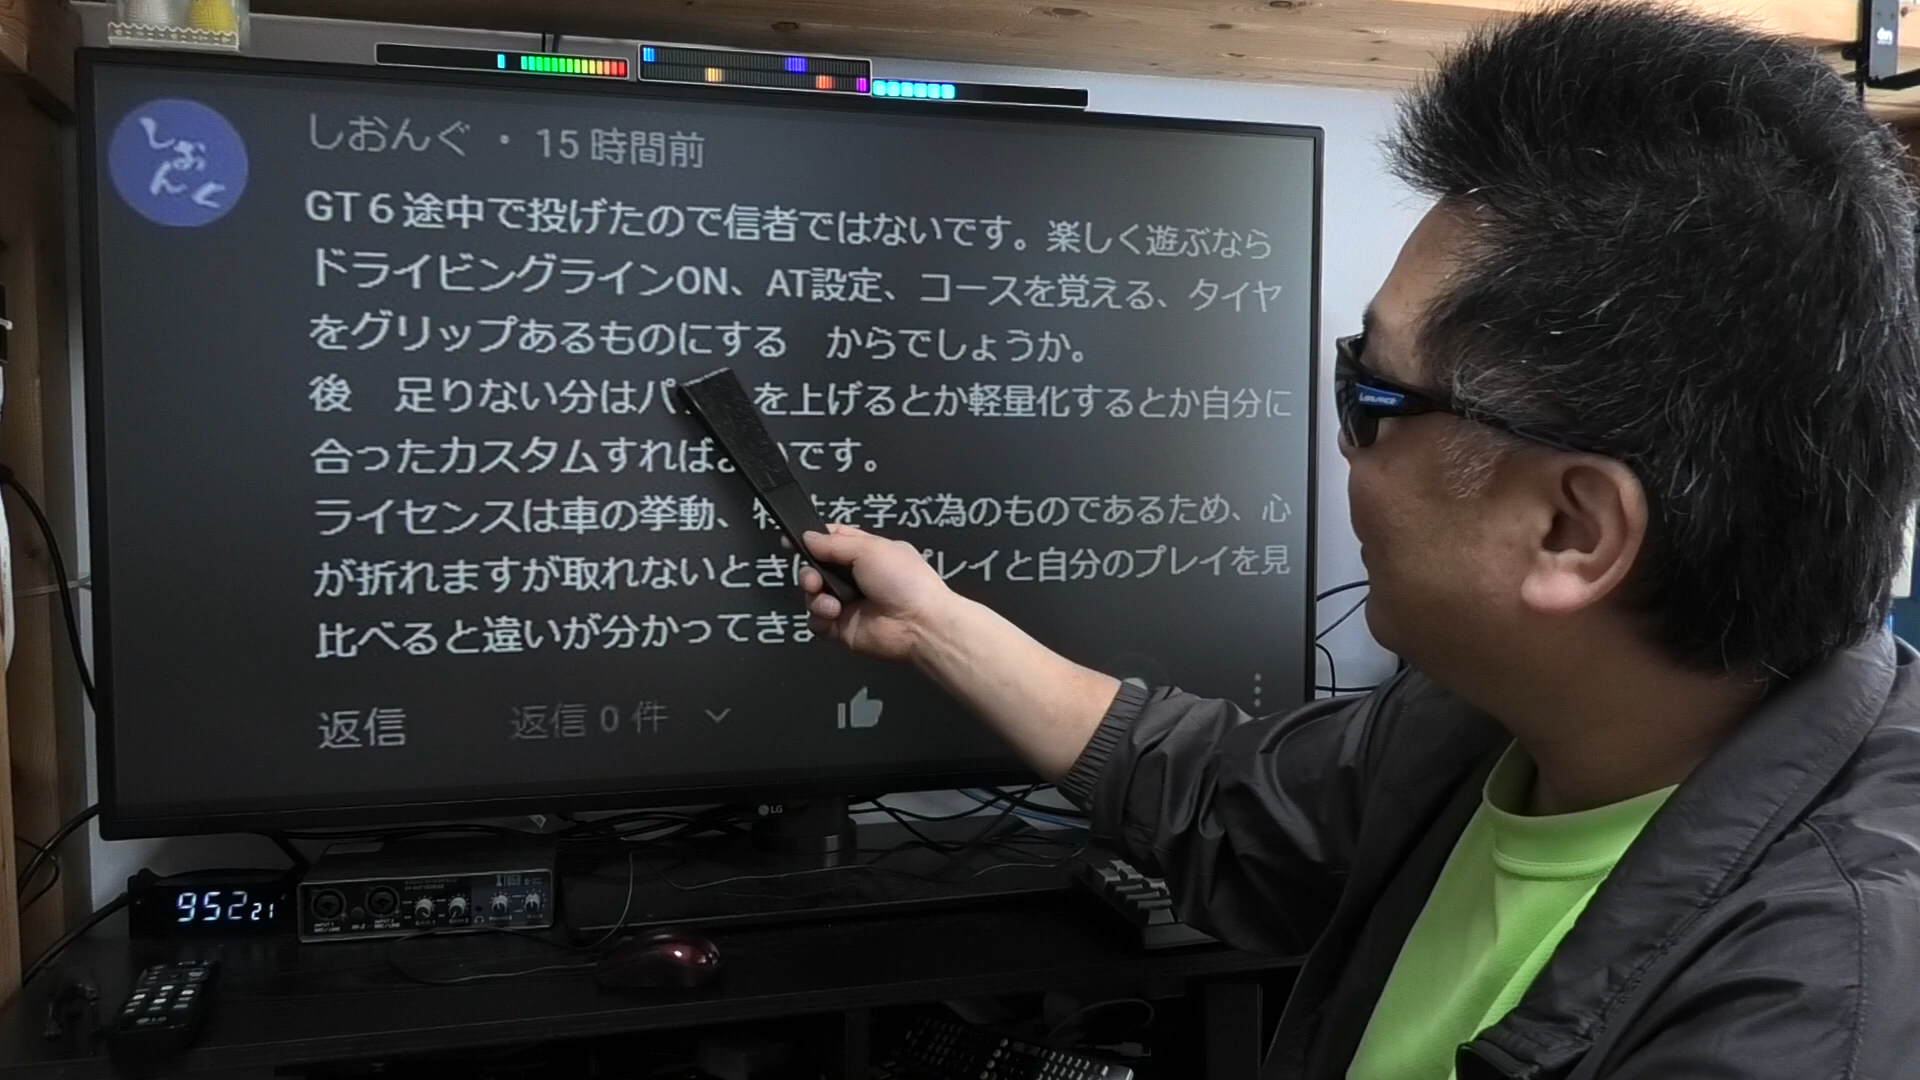 しおんぐ
しおんぐ・15 時間前
GT６途中で投げたので信者ではないです。楽しく遊ぶなら
ドライビングラインON、AT設定、コースを覚える、タイヤ
をグリップあるものにする　からでしょうか。
後　足りない分はパ を上げるとか軽量化するとか自分に
合ったカスタムすれば です。
ライセンスは車の挙動、 を学ぶ為のものであるため、心
が折れますが取れないときは プレイと自分のプレイを見
比べると違いが分かってきま
返信
返信 0 件
LG
952 21